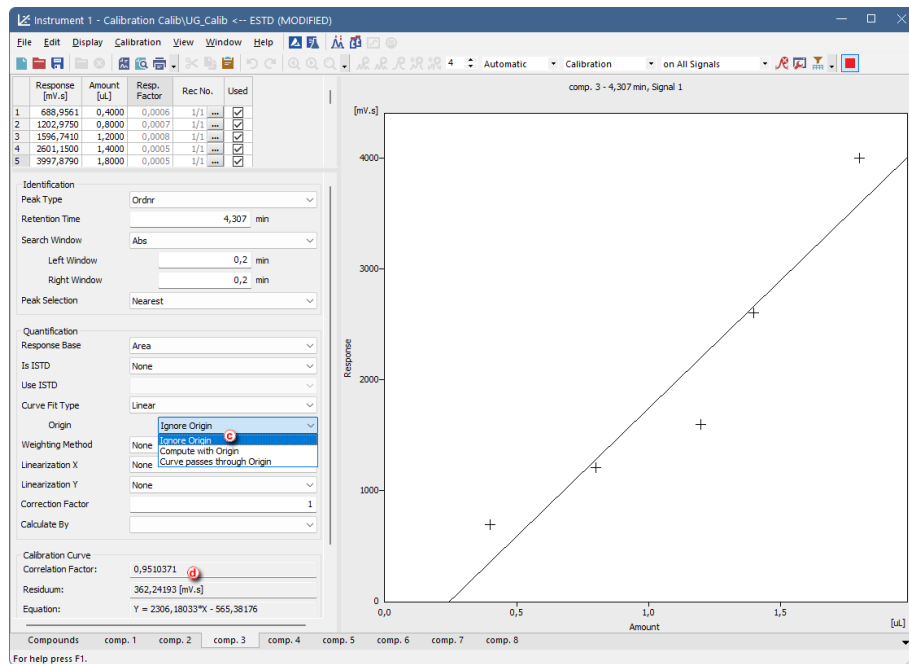 Instrument 1 - Calibration Calib\UG_Calib <-- ESTD (MODIFIED)
File Edit Display Calibration View Window Help
4 Automatic Calibration on All Signals
Response [mV.s] Amount [uL] Resp. Factor Rec No. Used
1 688,9561 0,4000 0,0006 1/1 ...
2 1202,9750 0,8000 0,0007 1/1 ...
3 1596,7410 1,2000 0,0008 1/1 ...
4 2601,1500 1,4000 0,0005 1/1 ...
5 3997,8790 1,8000 0,0005 1/1 ...
Identification
Peak Type Ordnr
Retention Time 4,307 min
Search Window Abs
Left Window 0,2 min
Right Window 0,2 min
Peak Selection Nearest
Quantification
Response Base Area
Is ISTD None
Use ISTD
Curve Fit Type Linear
Origin Ignore Origin
Ignore Origin c
Compute with Origin
Curve passes through Origin
Weighting Method None
Linearization X None
Linearization Y None
Correction Factor 1
Calculate By
Calibration Curve
Correlation Factor: 0,9510371 d
Residuum: 362,24193 [mV.s]
Equation: Y = 2306,18033*X - 565,38176
comp. 3 - 4,307 min, Signal 1
[mV.s]
4000
3000
Response
2000
1000
0
0,0 0,5 1,0 1,5
Amount [uL]
Compounds comp. 1 comp. 2 comp. 3 comp. 4 comp. 5 comp. 6 comp. 7 comp. 8
For help press F1.